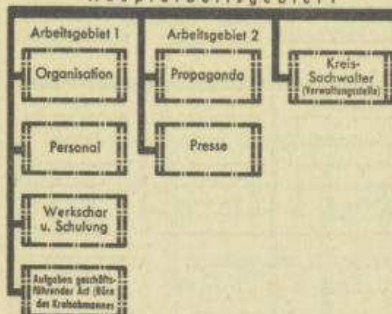 Arbeitsgebiet 1
Arbeitsgebiet 2
Organisation
Propaganda
Kreis-
Sachwalter
(Verwaltungsstelle)
Personal
Presse
Werkschar
u. Schulung
Aufgaben geschäfts-
führender Art (Büro
des Kreisobmannes